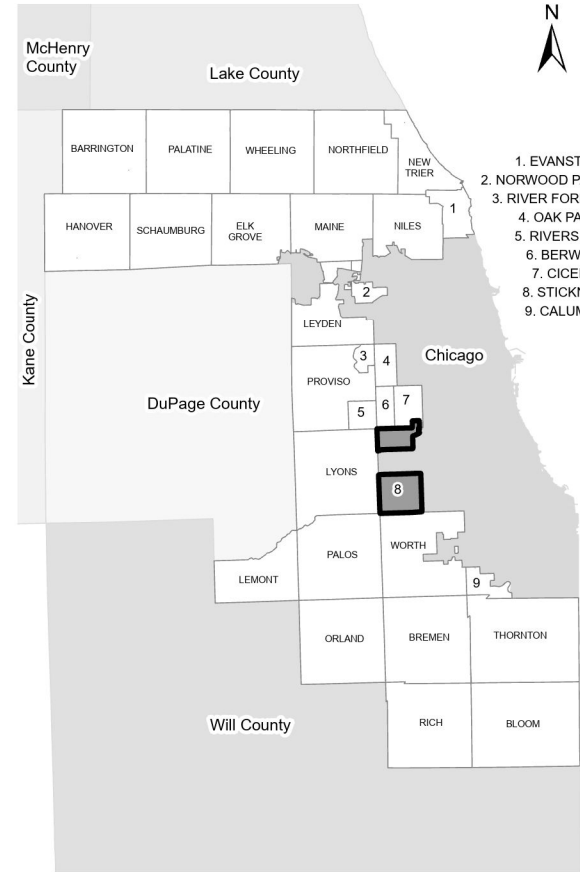 N
McHenry
County
Lake County
BARRINGTON
PALATINE
WHEELING
NORTHFIELD
NEW
TRIER
1. EVANST
2. NORWOOD P
3. RIVER FOR
4. OAK PA
5. RIVERS
6. BERW
7. CICE
8. STICKN
9. CALUM
HANOVER
SCHAUMBURG
ELK
GROVE
MAINE
NILES
1
2
Kane County
LEYDEN
3
4
Chicago
PROVISO
DuPage County
5
6
7
LYONS
8
PALOS
WORTH
LEMONT
9
ORLAND
BREMEN
THORNTON
Will County
RICH
BLOOM